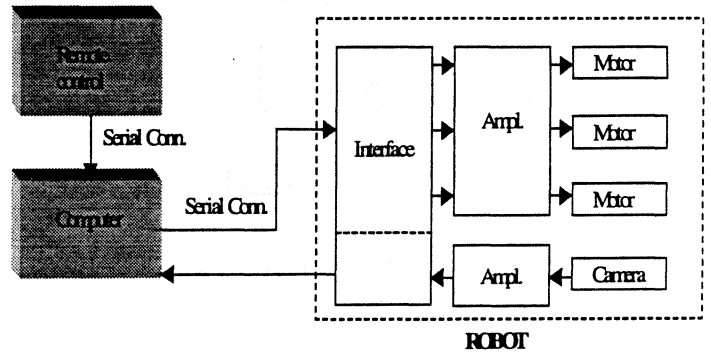 Remote
control
Serial Conn.
Computer
Serial Conn.
Interface
Ampl.
Motor
Motor
Motor
Ampl.
Camera
ROBOT